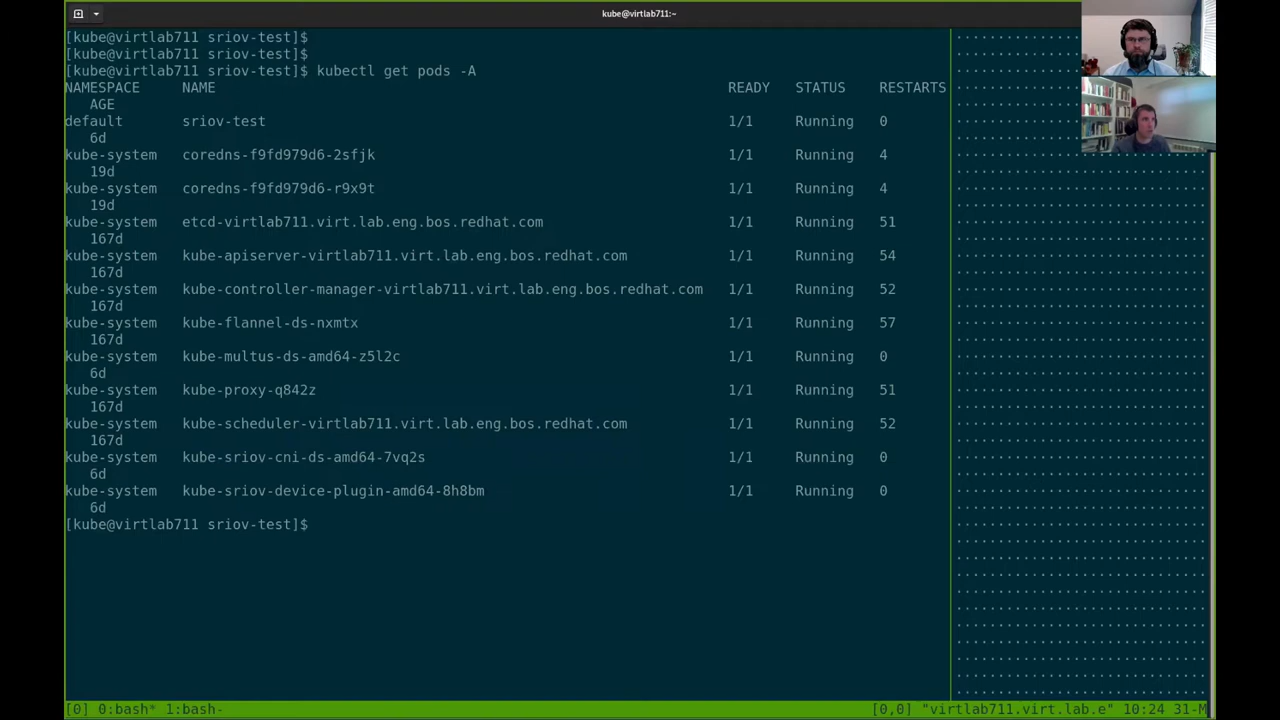 kube@virtlab711:~
[kube@virtlab711 sriov-test]$
[kube@virtlab711 sriov-test]$
[kube@virtlab711 sriov-test]$ kubectl get pods -A
NAMESPACE NAME READY STATUS RESTARTS
AGE
default sriov-test 1/1 Running 0
6d
kube-system coredns-f9fd979d6-2sfjk 1/1 Running 4
19d
kube-system coredns-f9fd979d6-r9x9t 1/1 Running 4
19d
kube-system etcd-virtlab711.virt.lab.eng.bos.redhat.com 1/1 Running 51
167d
kube-system kube-apiserver-virtlab711.virt.lab.eng.bos.redhat.com 1/1 Running 54
167d
kube-system kube-controller-manager-virtlab711.virt.lab.eng.bos.redhat.com 1/1 Running 52
167d
kube-system kube-flannel-ds-nxmtx 1/1 Running 57
167d
kube-system kube-multus-ds-amd64-z5l2c 1/1 Running 0
6d
kube-system kube-proxy-q842z 1/1 Running 51
167d
kube-system kube-scheduler-virtlab711.virt.lab.eng.bos.redhat.com 1/1 Running 52
167d
kube-system kube-sriov-cni-ds-amd64-7vq2s 1/1 Running 0
6d
kube-system kube-sriov-device-plugin-amd64-8h8bm 1/1 Running 0
6d
[kube@virtlab711 sriov-test]$
[0] 0:bash* 1:bash- [0,0] "virtlab711.virt.lab.e" 10:24 31-M